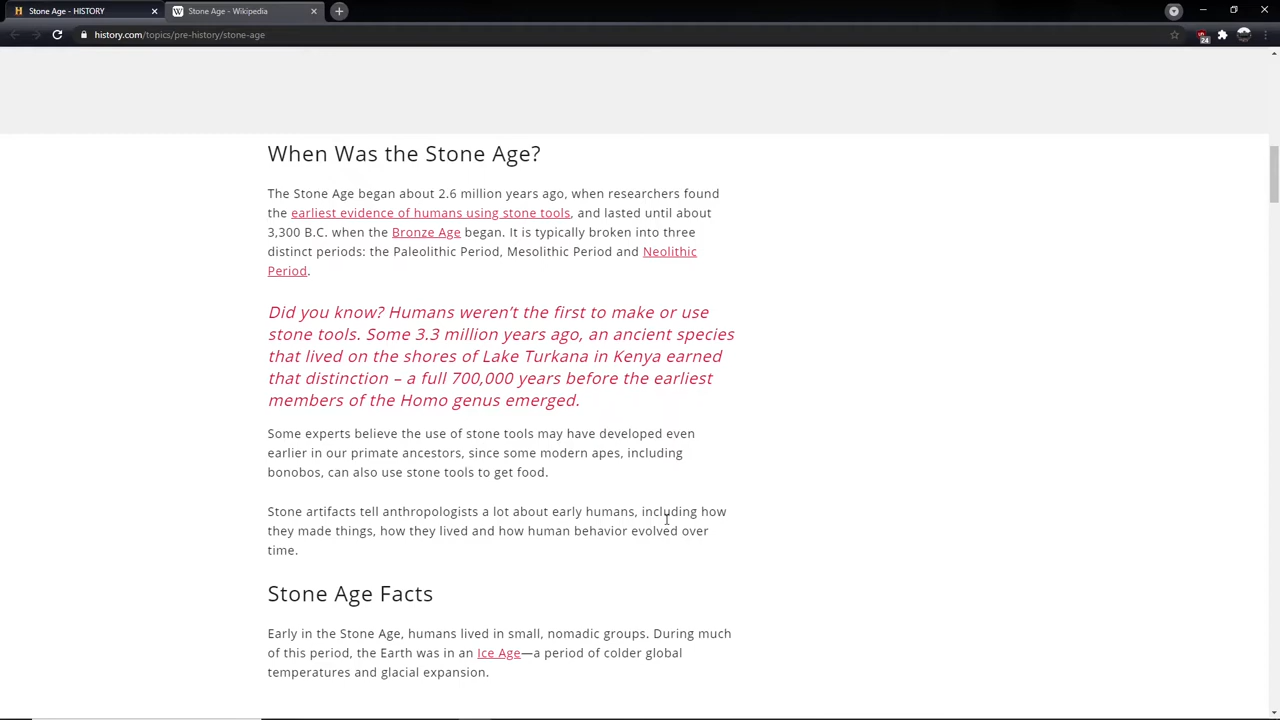 Stone Age - HISTORY
Stone Age - Wikipedia
history.com/topics/pre-history/stone-age
24
When Was the Stone Age?
The Stone Age began about 2.6 million years ago, when researchers found
the earliest evidence of humans using stone tools, and lasted until about
3,300 B.C. when the Bronze Age began. It is typically broken into three
distinct periods: the Paleolithic Period, Mesolithic Period and Neolithic
Period.
Did you know? Humans weren’t the first to make or use
stone tools. Some 3.3 million years ago, an ancient species
that lived on the shores of Lake Turkana in Kenya earned
that distinction – a full 700,000 years before the earliest
members of the Homo genus emerged.
Some experts believe the use of stone tools may have developed even
earlier in our primate ancestors, since some modern apes, including
bonobos, can also use stone tools to get food.
Stone artifacts tell anthropologists a lot about early humans, including how
they made things, how they lived and how human behavior evolved over
time.
Stone Age Facts
Early in the Stone Age, humans lived in small, nomadic groups. During much
of this period, the Earth was in an Ice Age—a period of colder global
temperatures and glacial expansion.